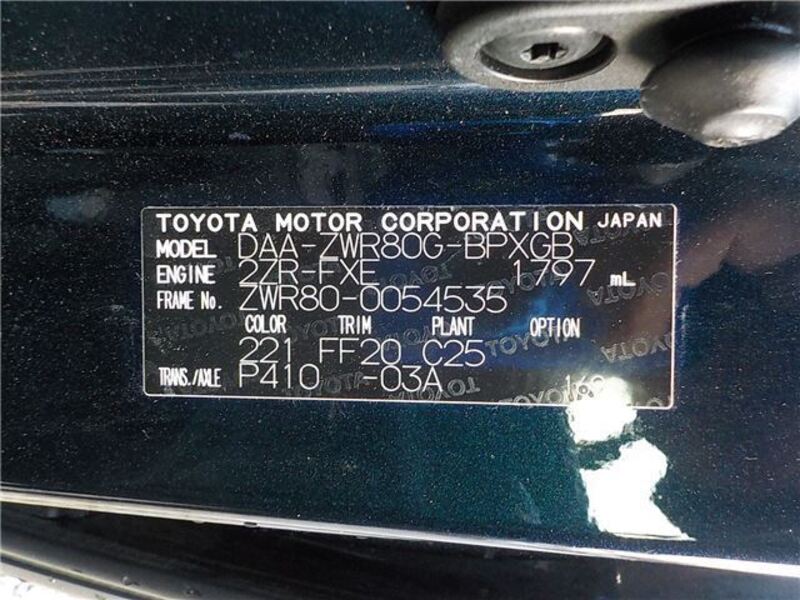 TOYOTA MOTOR CORPORATION JAPAN
MODEL DAA-ZWR80G-BPXGB
ENGINE 2ZR-FXE 1797 mL
FRAME No. ZWR80-0054535
COLOR TRIM PLANT OPTION
221 FF20 C25
TRANS./AXLE P410 -03A